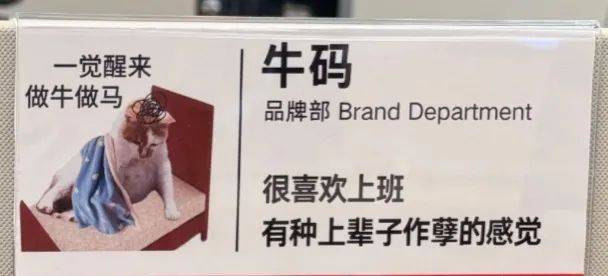 一觉醒来
做牛做马
牛码
品牌部 Brand Department
很喜欢上班
有种上辈子作孽的感觉